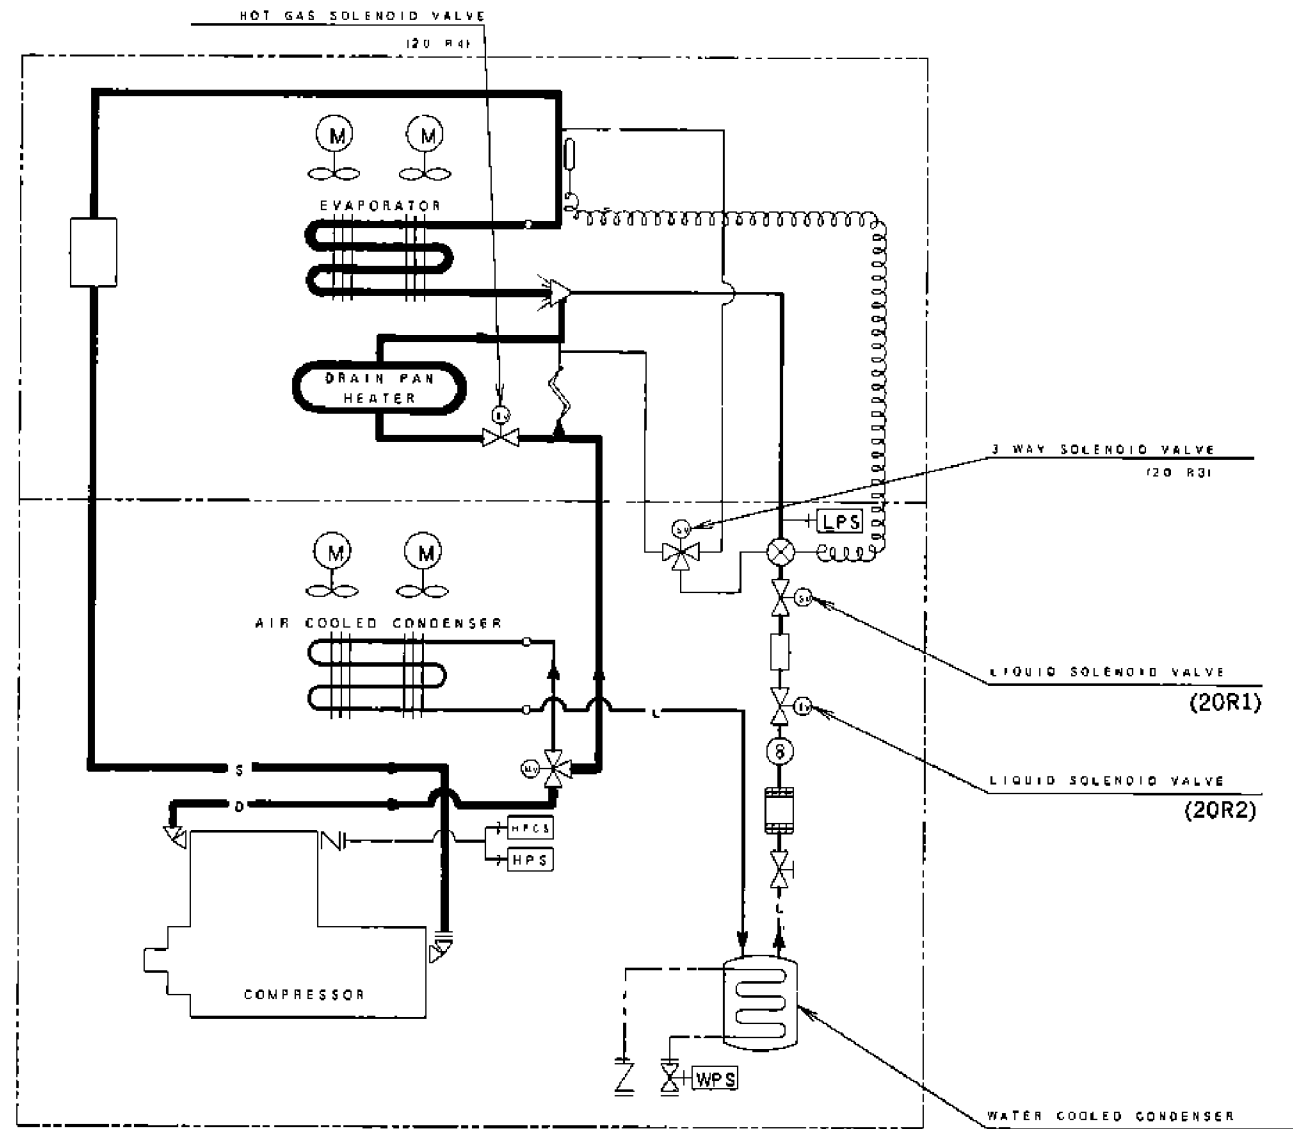 HOT GAS SOLENOID VALVE
(20 R4)
M M
EVAPORATOR
DRAIN PAN
HEATER
3 WAY SOLENOID VALVE
(20 R3)
LPS
M M
AIR COOLED CONDENSER
LIQUID SOLENOID VALVE
(20R1)
L
S
8
LIQUID SOLENOID VALVE
(20R2)
D
HPCS
HPS
L
COMPRESSOR
WPS
WATER COOLED CONDENSER